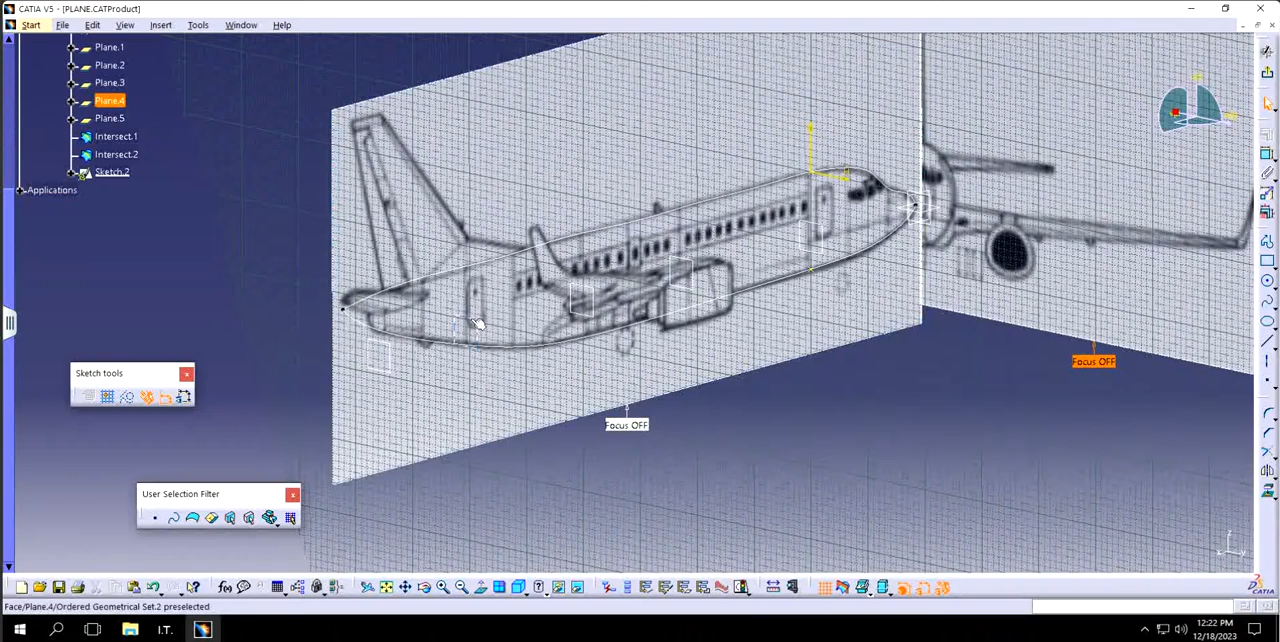 CATIA V5 - [PLANE.CATProduct]
Start File Edit View Insert Tools Window Help
Plane.1
Plane.2
Plane.3
Plane.4
Plane.5
Intersect.1
Intersect.2
Sketch.2
Applications
Focus OFF
Sketch tools
Focus OFF
User Selection Filter
CATIA
Face/Plane.4/Ordered Geometrical Set.2 preselected
I.T.
12:22 PM
12/18/2023